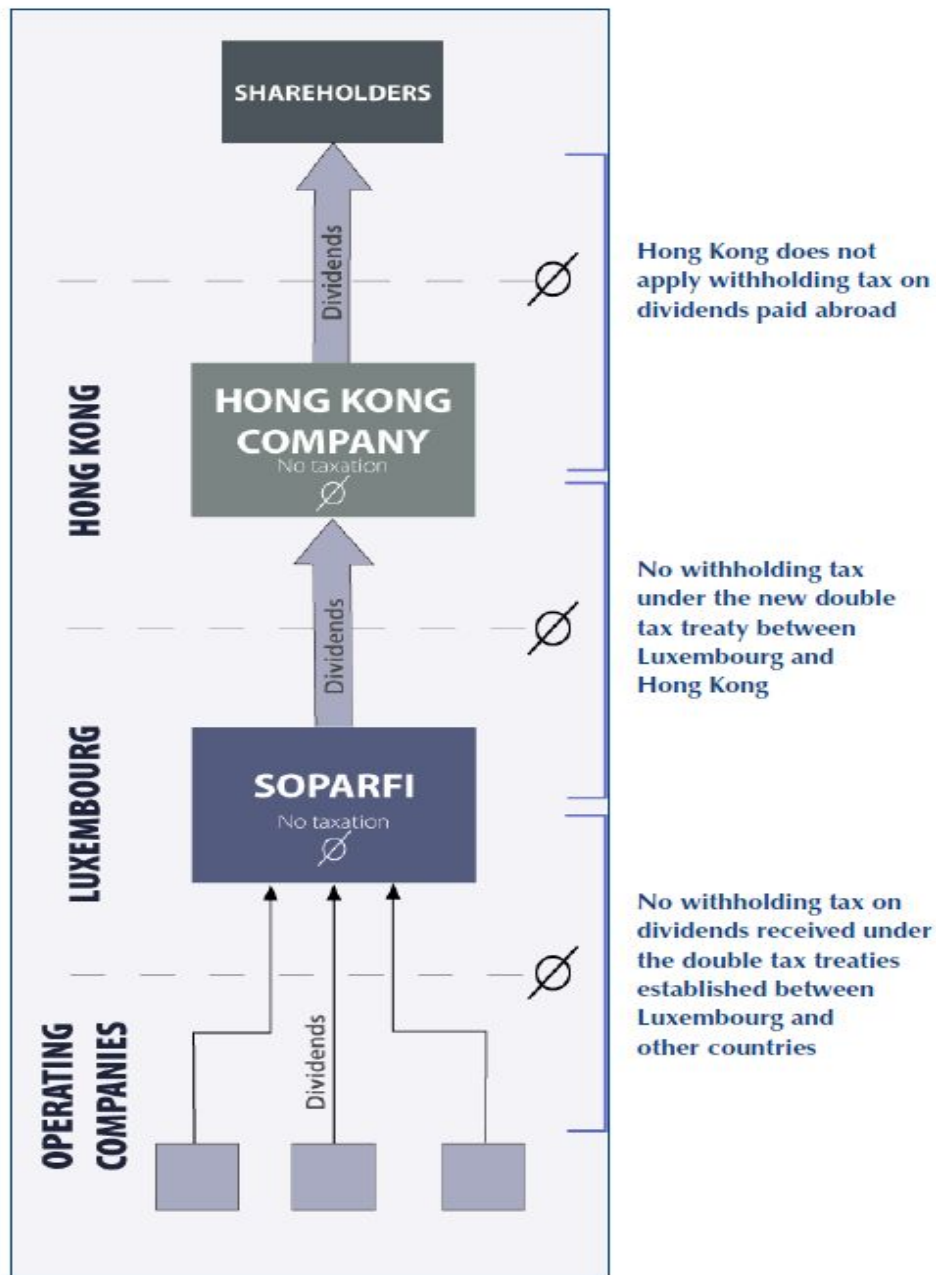 SHAREHOLDERS
Dividends
Hong Kong does not
apply withholding tax on
dividends paid abroad
HONG KONG
HONG KONG
COMPANY
No taxation
Dividends
No withholding tax
under the new double
tax treaty between
Luxembourg and
Hong Kong
LUXEMBOURG
SOPARFI
No taxation
No withholding tax on
dividends received under
the double tax treaties
established between
Luxembourg and
other countries
OPERATING
COMPANIES
Dividends